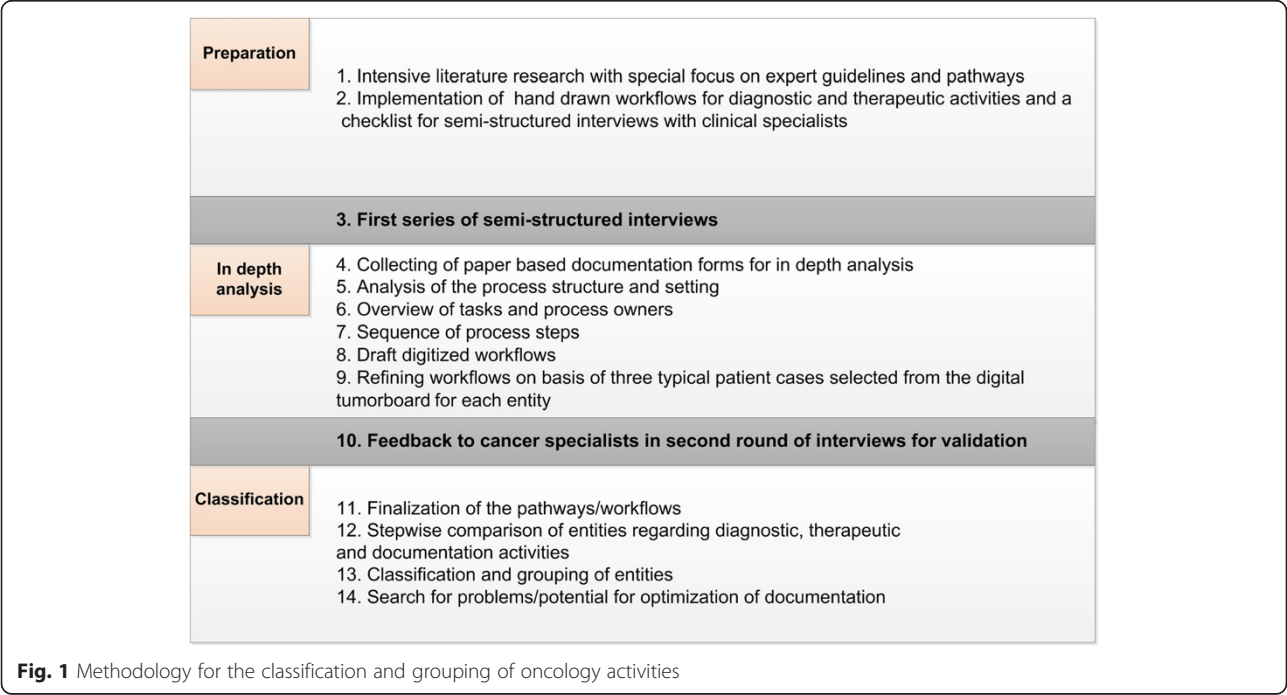 Preparation
1. Intensive literature research with special focus on expert guidelines and pathways
2. Implementation of hand drawn workflows for diagnostic and therapeutic activities and a
checklist for semi-structured interviews with clinical specialists
3. First series of semi-structured interviews
In depth
analysis
4. Collecting of paper based documentation forms for in depth analysis
5. Analysis of the process structure and setting
6. Overview of tasks and process owners
7. Sequence of process steps
8. Draft digitized workflows
9. Refining workflows on basis of three typical patient cases selected from the digital
tumorboard for each entity
10. Feedback to cancer specialists in second round of interviews for validation
Classification
11. Finalization of the pathways/workflows
12. Stepwise comparison of entities regarding diagnostic, therapeutic
and documentation activities
13. Classification and grouping of entities
14. Search for problems/potential for optimization of documentation
Fig. 1 Methodology for the classification and grouping of oncology activities